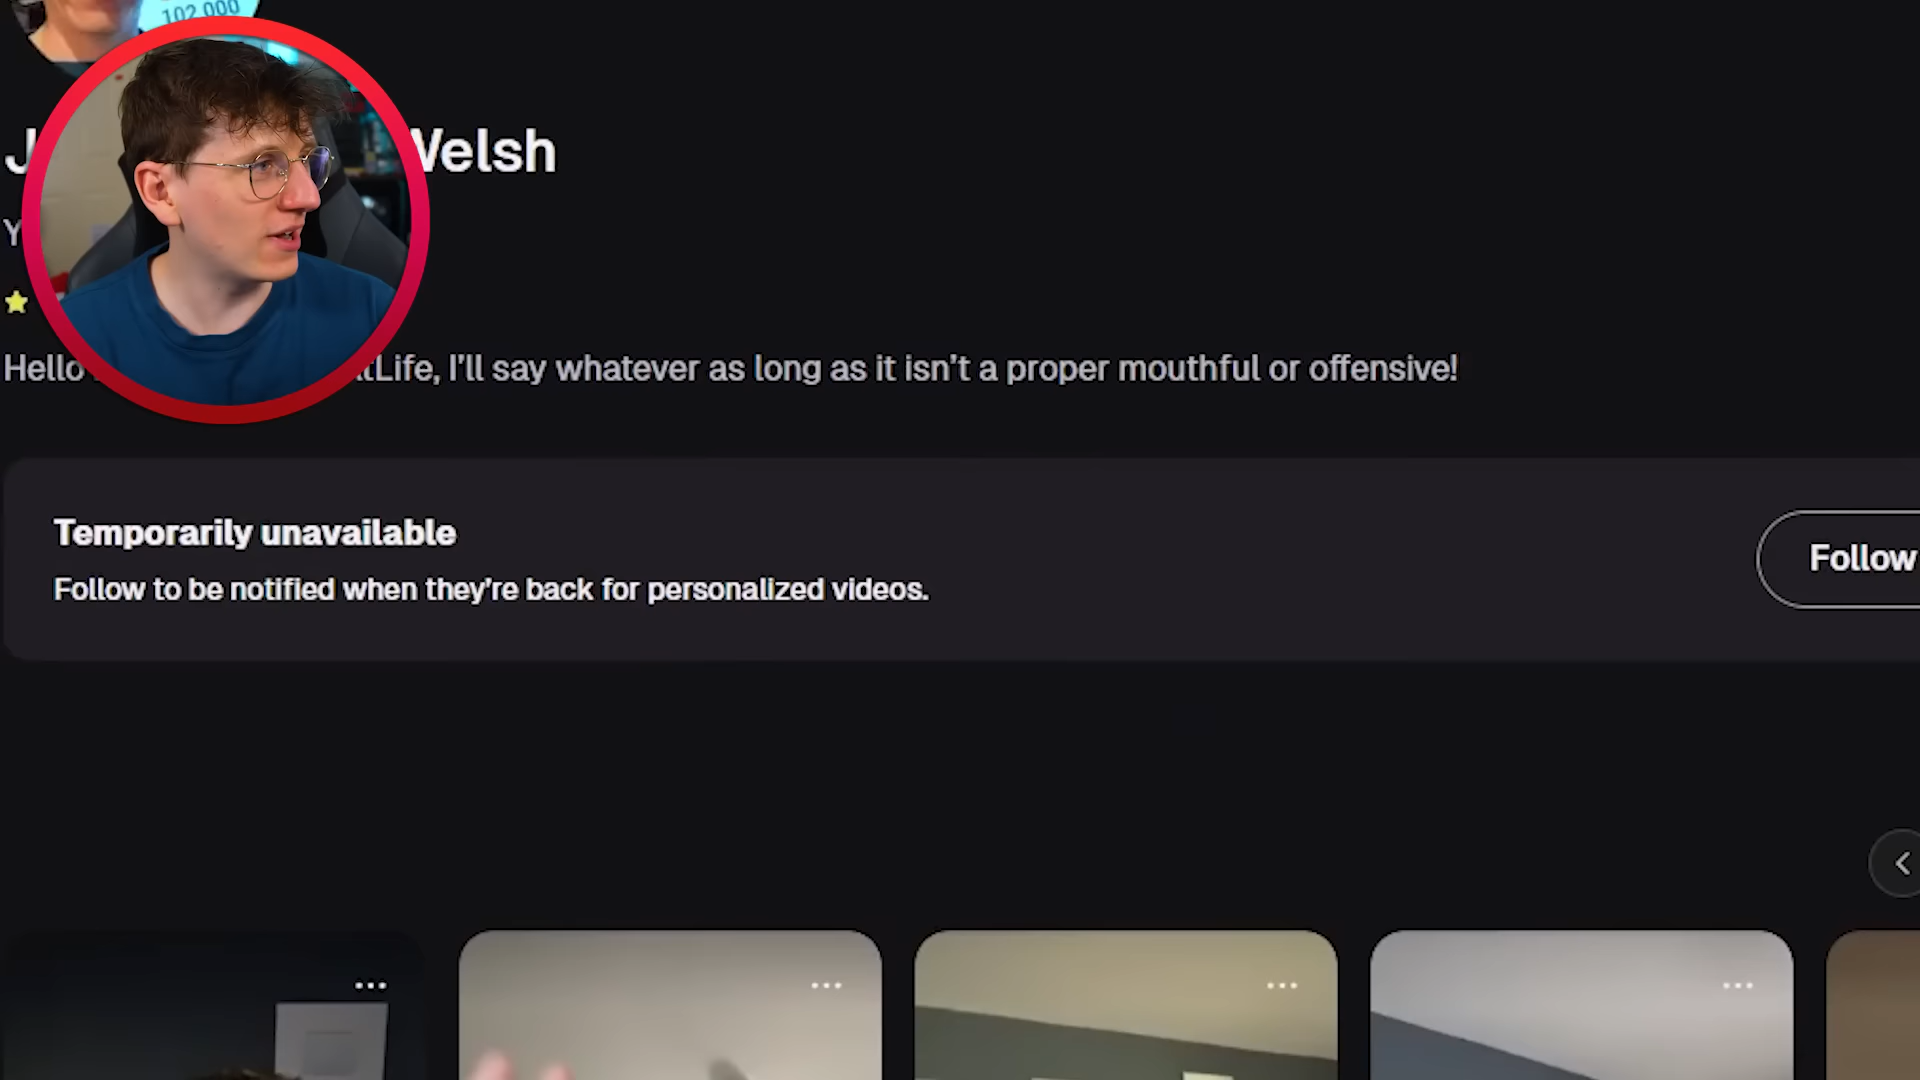 102,000
Welsh
Hello
Life, I'll say whatever as long as it isn't a proper mouthful or offensive!
Temporarily unavailable
Follow to be notified when they're back for personalized videos.
Follow